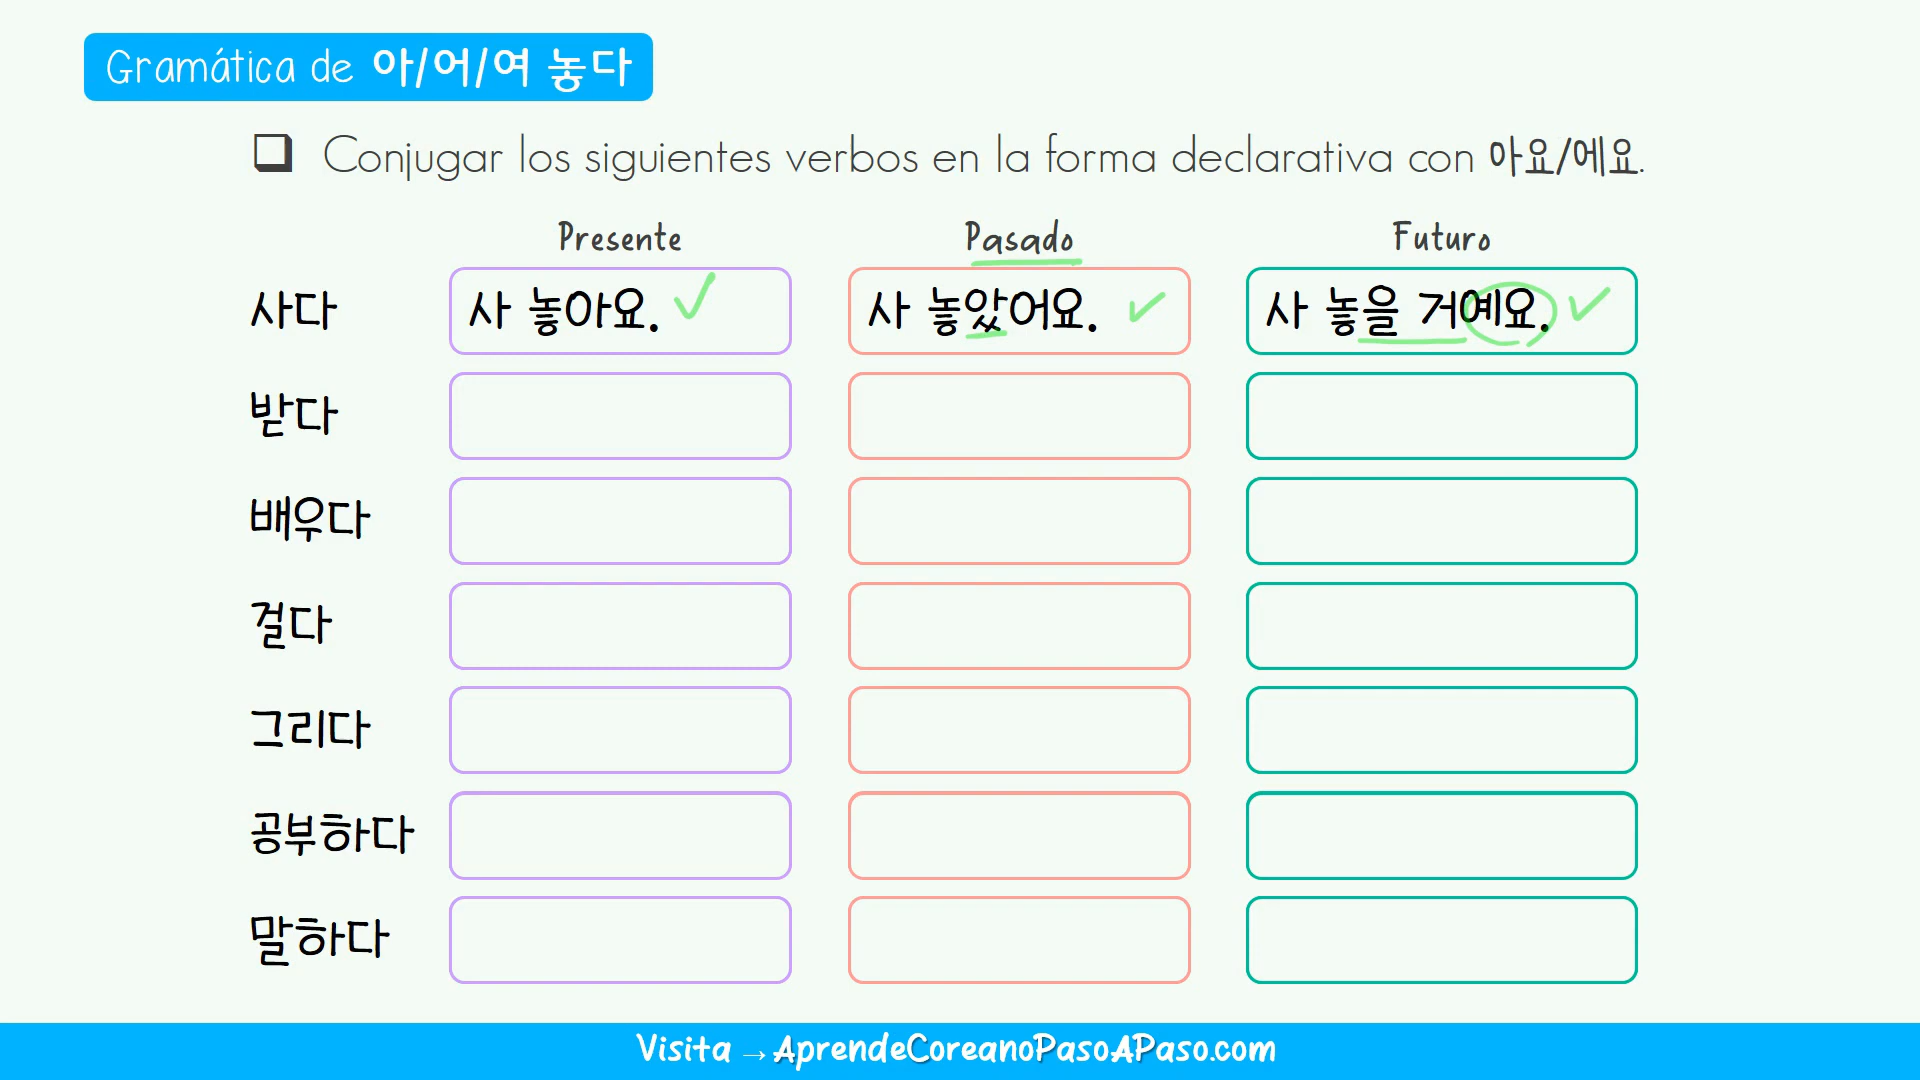 Gramática de 아/어/여 놓다
❑ Conjugar los siguientes verbos en la forma declarativa con 아요/에요.
Presente Pasado Futuro
사다 사 놓아요. 사 놓았어요. 사 놓을 거예요.
받다
배우다
걷다
그리다
공부하다
말하다
Visita →AprendeCoreanoPasoAPaso.com